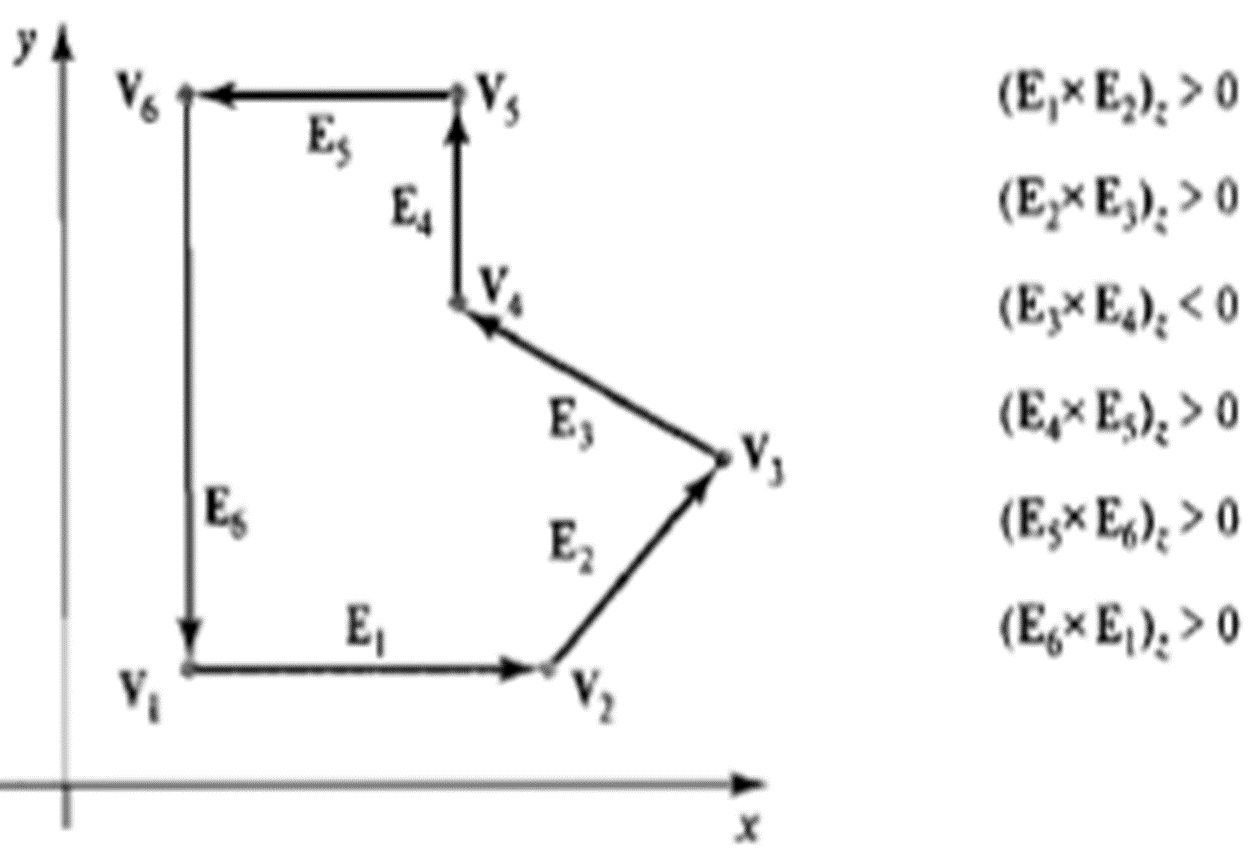 y
V₆
V₅
E₅
E₄
V₄
E₃
V₃
E₆
E₂
E₁
V₁
V₂
x
(E₁× E₂)z > 0
(E₂× E₃)z > 0
(E₃× E₄)z < 0
(E₄× E₅)z > 0
(E₅× E₆)z > 0
(E₆× E₁)z > 0